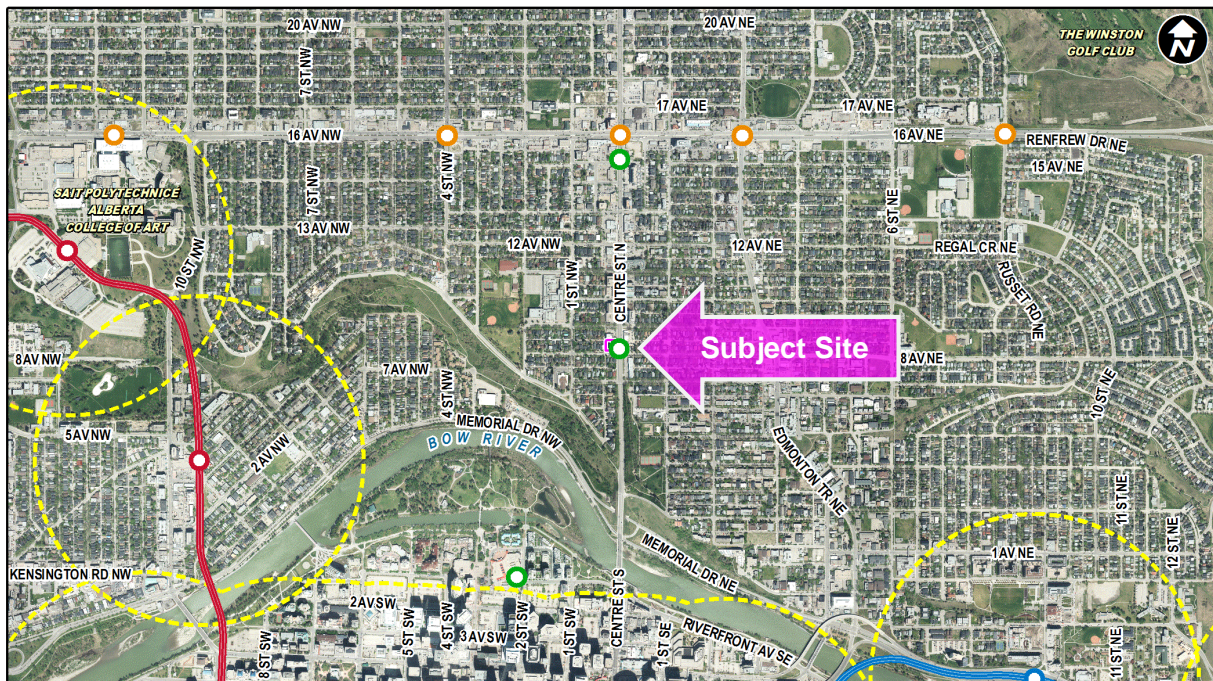 20 AV NW
20 AV NE
THE WINSTON
GOLF CLUB
N
7 ST NW
17 AV NE
17 AV NE
16 AV NW
16 AV NE
RENFREW DR NE
15 AV NE
4 ST NW
SAIT POLYTECHNICE
ALBERTA
COLLEGE OF ART
7 ST NW
6 ST NE
13 AV NW
12 AV NW
12 AV NE
REGAL CR NE
10 ST NW
1 ST NW
CENTRE ST N
RUSSET RD NE
Subject Site
8 AV NW
8 AV NE
7 AV NW
4 ST NW
10 ST NE
5 AV NW
2 AV NW
MEMORIAL DR NW
BOW RIVER
EDMONTON TR NE
11 ST NE
12 ST NE
MEMORIAL DR NE
1 AV NE
KENSINGTON RD NW
2 AV SW
3 AV SW
8 ST SW
5 ST SW
4 ST SW
2 ST SW
1 ST SW
CENTRE ST S
1 ST SE
RIVERFRONT AV SE
11 ST NE